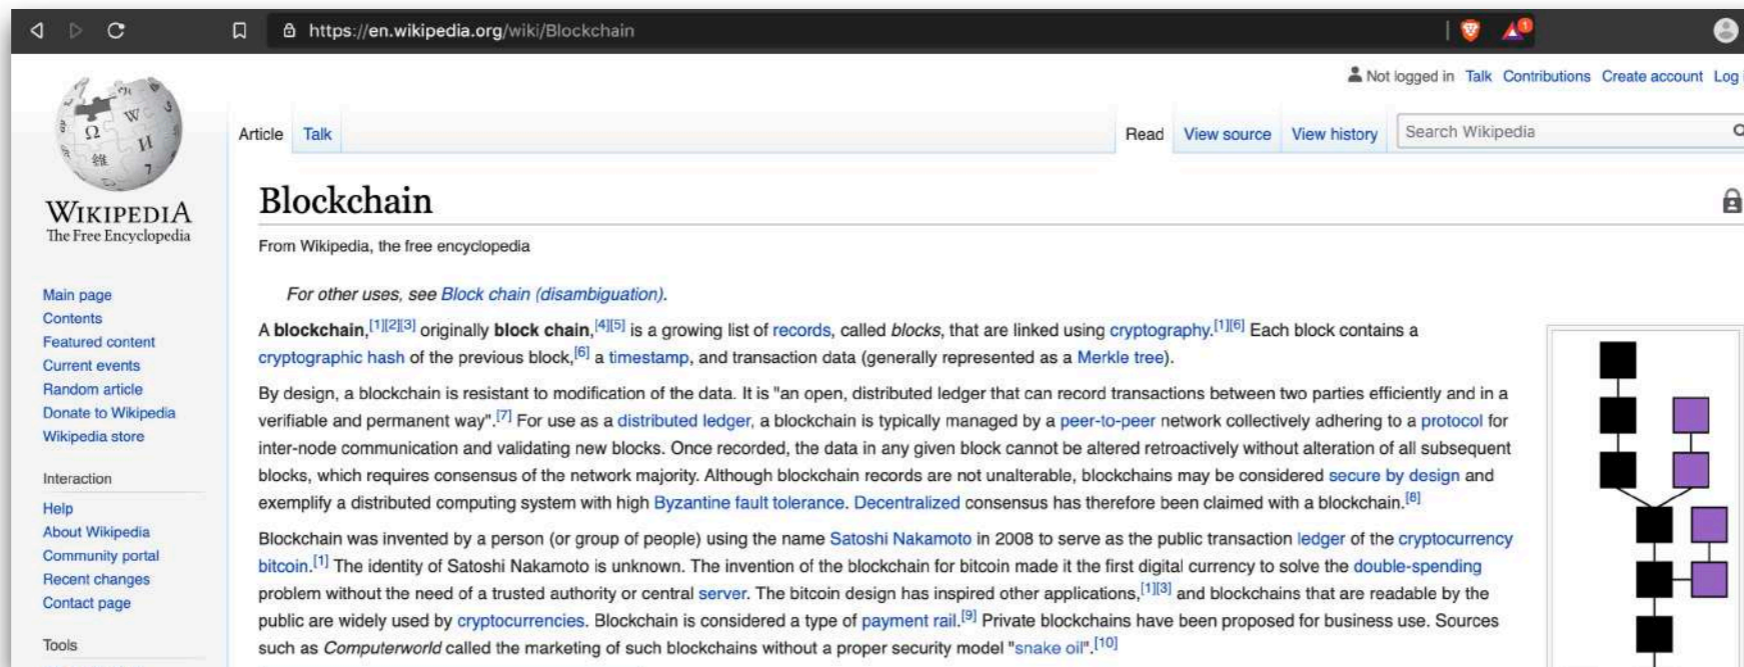 https://en.wikipedia.org/wiki/Blockchain
1
Not logged in Talk Contributions Create account Log
Article Talk
Read View source View history
Search Wikipedia
Ω W И 維 7
WIKIPEDIA
The Free Encyclopedia
Main page
Contents
Featured content
Current events
Random article
Donate to Wikipedia
Wikipedia store
Interaction
Help
About Wikipedia
Community portal
Recent changes
Contact page
Tools
Blockchain
From Wikipedia, the free encyclopedia
For other uses, see Block chain (disambiguation).
A blockchain,[1][2][3] originally block chain,[4][5] is a growing list of records, called blocks, that are linked using cryptography.[1][6] Each block contains a
cryptographic hash of the previous block,[6] a timestamp, and transaction data (generally represented as a Merkle tree).
By design, a blockchain is resistant to modification of the data. It is "an open, distributed ledger that can record transactions between two parties efficiently and in a
verifiable and permanent way".[7] For use as a distributed ledger, a blockchain is typically managed by a peer-to-peer network collectively adhering to a protocol for
inter-node communication and validating new blocks. Once recorded, the data in any given block cannot be altered retroactively without alteration of all subsequent
blocks, which requires consensus of the network majority. Although blockchain records are not unalterable, blockchains may be considered secure by design and
exemplify a distributed computing system with high Byzantine fault tolerance. Decentralized consensus has therefore been claimed with a blockchain.[8]
Blockchain was invented by a person (or group of people) using the name Satoshi Nakamoto in 2008 to serve as the public transaction ledger of the cryptocurrency
bitcoin.[1] The identity of Satoshi Nakamoto is unknown. The invention of the blockchain for bitcoin made it the first digital currency to solve the double-spending
problem without the need of a trusted authority or central server. The bitcoin design has inspired other applications,[1][3] and blockchains that are readable by the
public are widely used by cryptocurrencies. Blockchain is considered a type of payment rail.[9] Private blockchains have been proposed for business use. Sources
such as Computerworld called the marketing of such blockchains without a proper security model "snake oil".[10]